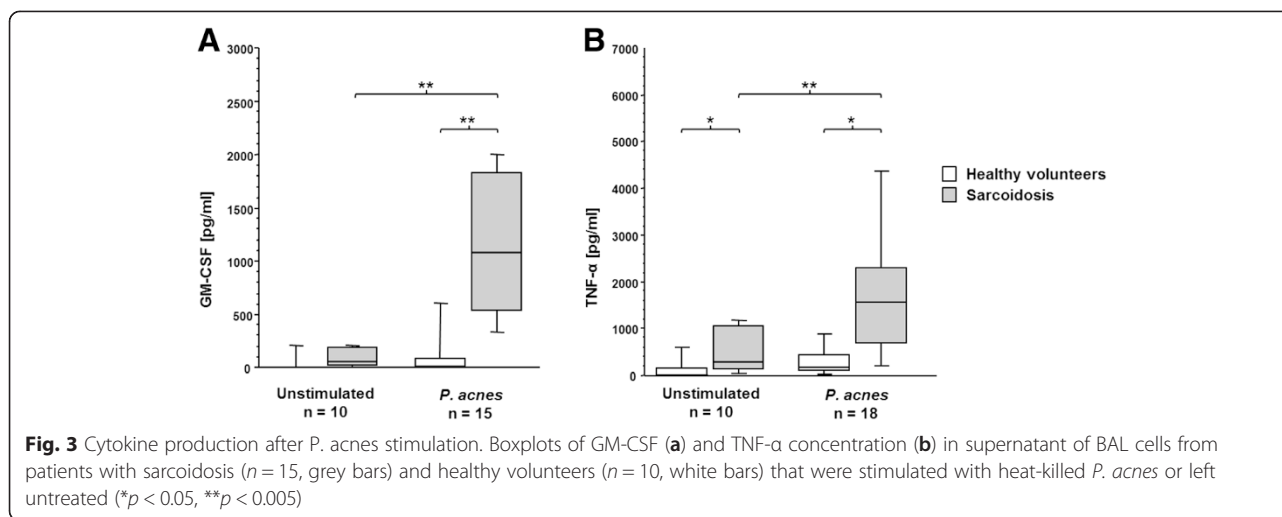 A
B
3000
2500
2000
1500
1000
500
0
GM-CSF [pg/ml]
**
**
Unstimulated
n = 10
P. acnes
n = 15
7000
6000
5000
4000
3000
2000
1000
0
TNF-α [pg/ml]
**
*
*
Unstimulated
n = 10
P. acnes
n = 18
Healthy volunteers
Sarcoidosis
Fig. 3 Cytokine production after P. acnes stimulation. Boxplots of GM-CSF (a) and TNF-α concentration (b) in supernatant of BAL cells from
patients with sarcoidosis (n = 15, grey bars) and healthy volunteers (n = 10, white bars) that were stimulated with heat-killed P. acnes or left
untreated (*p < 0.05, **p < 0.005)